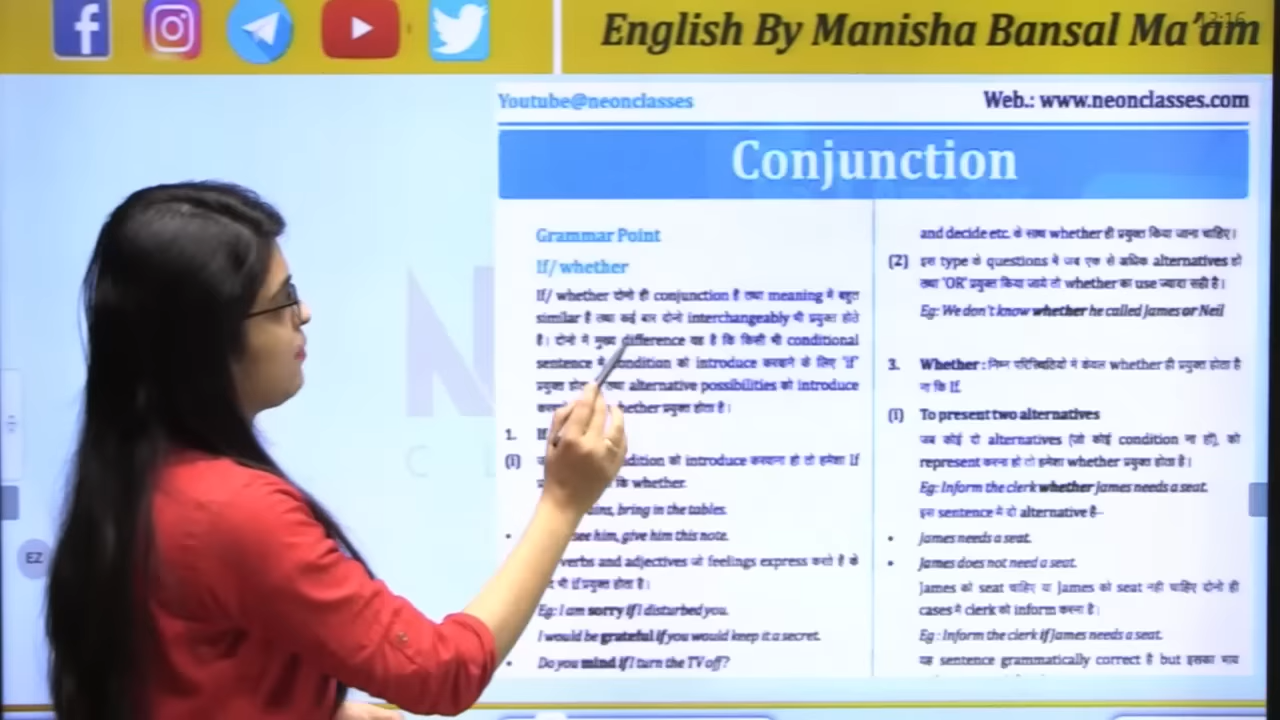 English By Manisha Bansal Ma'am
13:16
Youtube@neonclasses
Web.: www.neonclasses.com
Conjunction
Grammar Point
If/ whether
If/ whether दोनो ही conjunction है तथा meaning में बहुत
similar है तथा कई बार दोनो interchangeably भी प्रयुक्त होते
है। दोनो में मुख्य difference यह है कि किसी भी conditional
sentence में condition को introduce करवाने के लिए 'if'
प्रयुक्त तथा alternative possibilities को introduce
whether प्रयुक्त होता है।
1. If
(i) condition को introduce करवाना हो तो हमेशा If
कि whether.
bring in the tables.
• see him, give him this note.
verbs and adjectives जो feelings express करते है के
भी if प्रयुक्त होता है।
Eg: I am sorry if I disturbed you.
I would be grateful if you would keep it a secret.
• Do you mind if I turn the TV off?
and decide etc. के साथ whether ही प्रयुक्त किया जाना चाहिए।
(2) इस type के questions में जब एक से अधिक alternatives हो
तथा 'OR' प्रयुक्त किया जाये तो whether का use ज्यादा सही है।
Eg: We don't know whether he called James or Neil
3. Whether : निम्न परिस्थितियों में केवल whether ही प्रयुक्त होता है
ना कि If.
(i) To present two alternatives
जब कोई दो alternatives (जो कोई condition ना हो), को
represent करना हो तो हमेशा whether प्रयुक्त होता है।
Eg: Inform the clerk whether James needs a seat.
इस sentence में दो alternative है-
• James needs a seat.
• James does not need a seat.
James को seat चाहिए या James को seat नही चाहिए दोनो ही
cases में clerk को inform करना है।
Eg : Inform the clerk if James needs a seat.
यह sentence grammatically correct है but इसका भाव
EZ